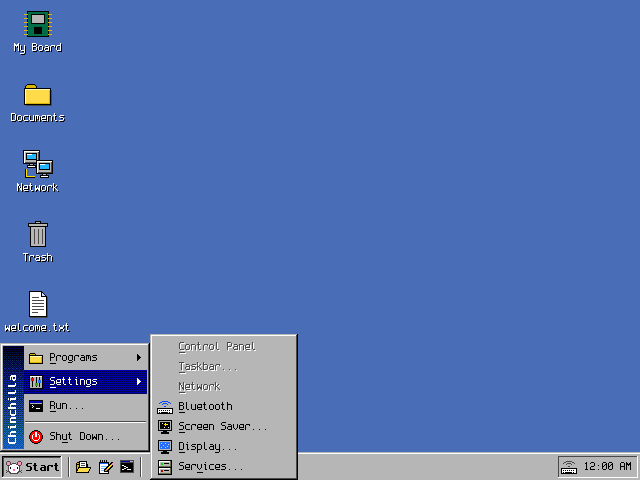 My Board
Documents
Network
Trash
welcome.txt
Chinchilla
Programs
Settings
Run...
Shut Down...
Control Panel
Taskbar...
Network
Bluetooth
Screen Saver...
Display...
Services...
Start
12:00 AM